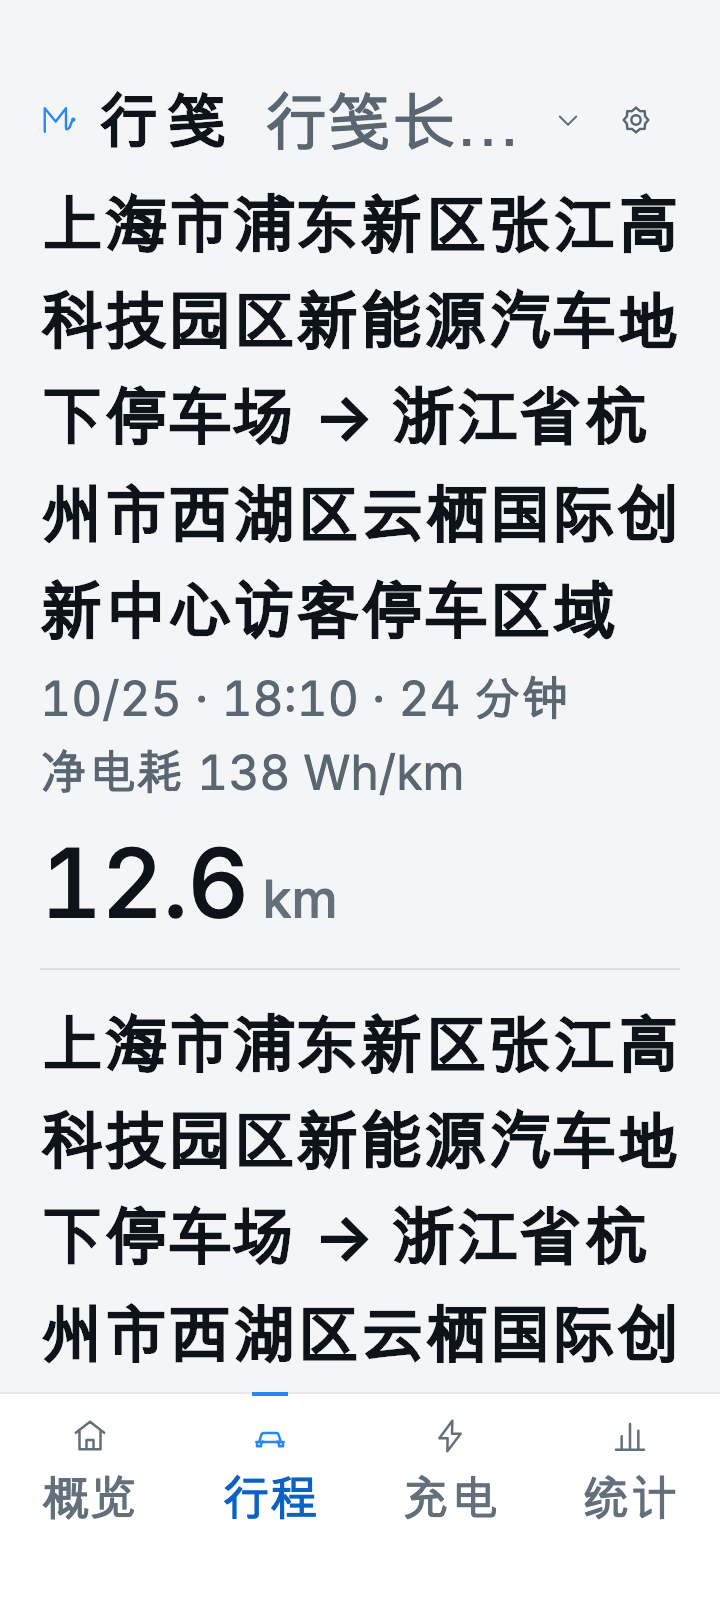 行笺 行笺长...
上海市浦东新区张江高
科技园区新能源汽车地
下停车场 → 浙江省杭
州市西湖区云栖国际创
新中心访客停车区域
10/25 · 18:10 · 24 分钟
净电耗 138 Wh/km
12.6 km
上海市浦东新区张江高
科技园区新能源汽车地
下停车场 → 浙江省杭
州市西湖区云栖国际创
概览 行程 充电 统计